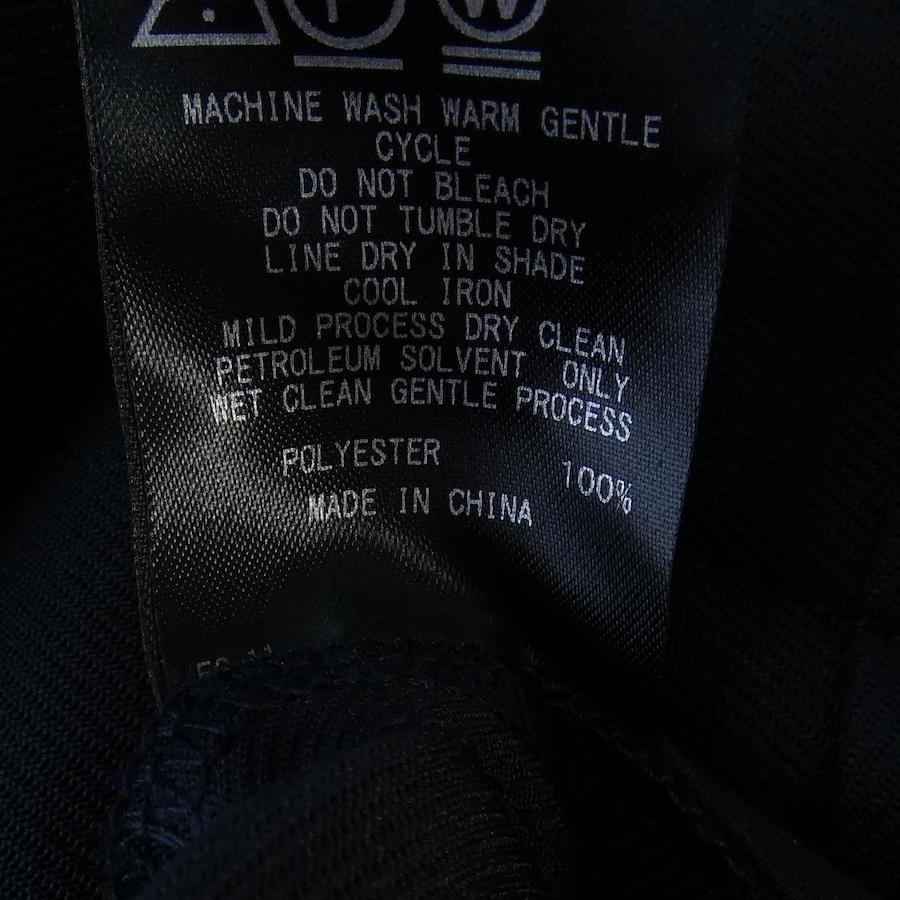 W
MACHINE WASH WARM GENTLE
CYCLE
DO NOT BLEACH
DO NOT TUMBLE DRY
LINE DRY IN SHADE
COOL IRON
MILD PROCESS DRY CLEAN
PETROLEUM SOLVENT ONLY
WET CLEAN GENTLE PROCESS
POLYESTER 100%
MADE IN CHINA